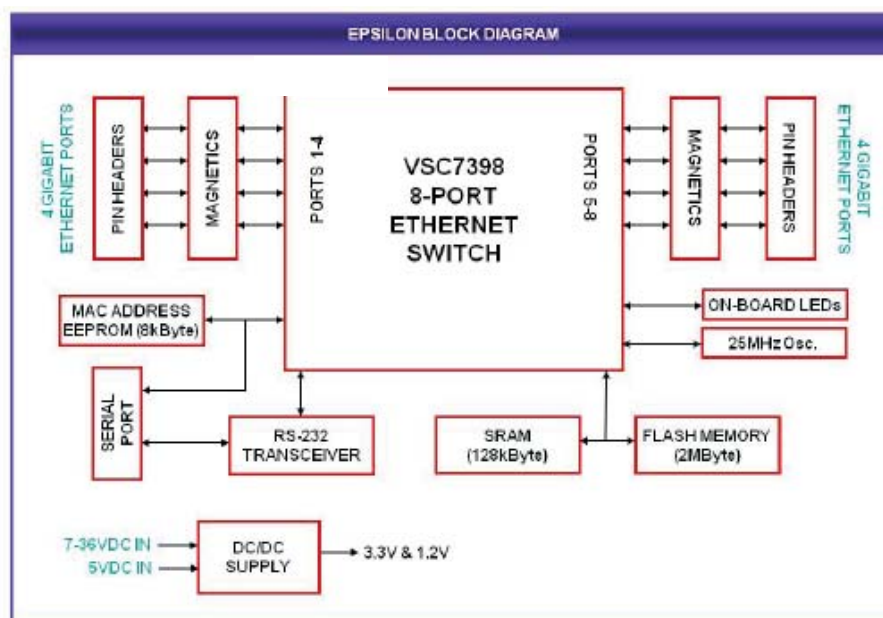 EPSILON BLOCK DIAGRAM
4 GIGABIT
ETHERNET PORTS
PIN HEADERS
MAGNETICS
PORTS 1-4
VSC7398
8-PORT
ETHERNET
SWITCH
PORTS 5-8
MAGNETICS
PIN HEADERS
4 GIGABIT
ETHERNET PORTS
MAC ADDRESS
EEPROM (8kByte)
ON-BOARD LEDs
25MHz Osc.
SERIAL
PORT
RS-232
TRANSCEIVER
SRAM
(128kByte)
FLASH MEMORY
(2MByte)
7-36VDC IN
5VDC IN
DC/DC
SUPPLY
3.3V & 1.2V